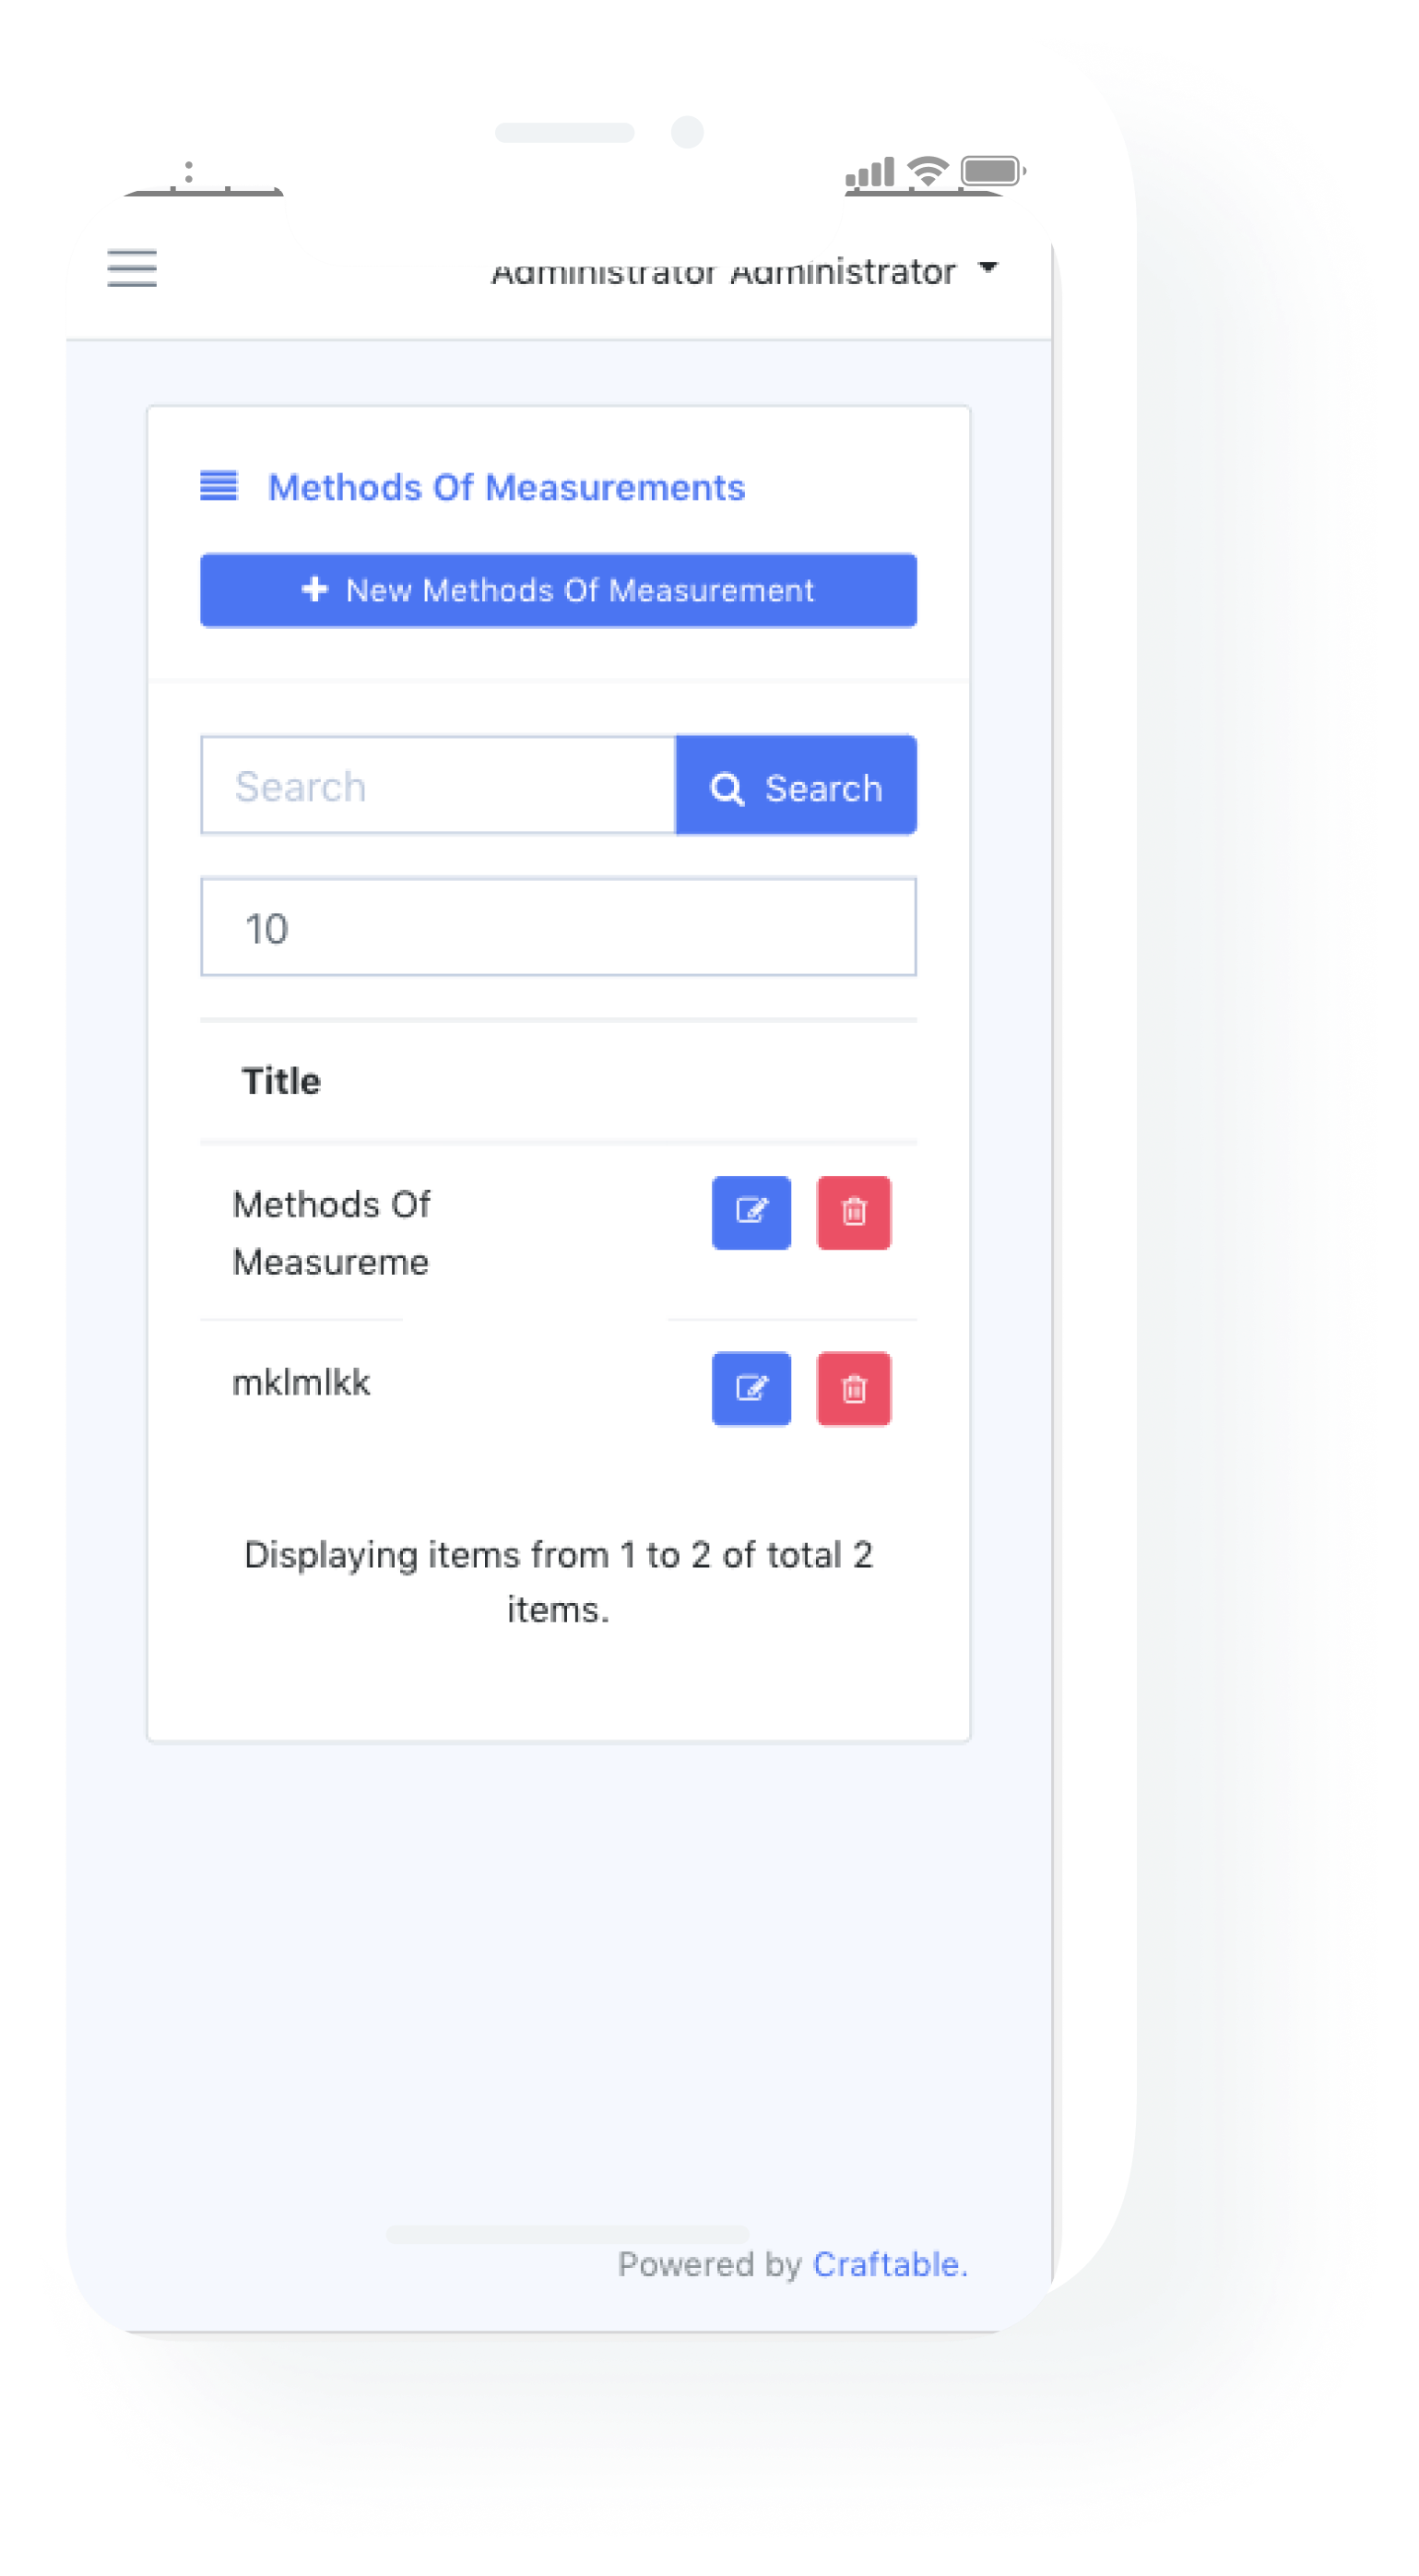 Administrator Administrator
Methods Of Measurements
New Methods Of Measurement
Search
Search
10
Title
Methods Of
Measureme
mklmlkk
Displaying items from 1 to 2 of total 2
items.
Powered by Craftable.